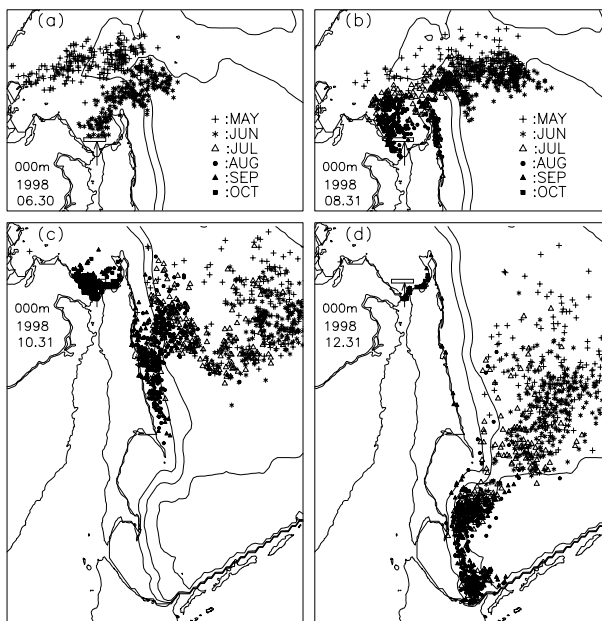 (a)
+ :MAY
* :JUN
△ :JUL
● :AUG
▲ :SEP
■ :OCT
000m
1998
06.30
(b)
+ :MAY
* :JUN
△ :JUL
● :AUG
▲ :SEP
■ :OCT
000m
1998
08.31
(c)
000m
1998
10.31
(d)
000m
1998
12.31